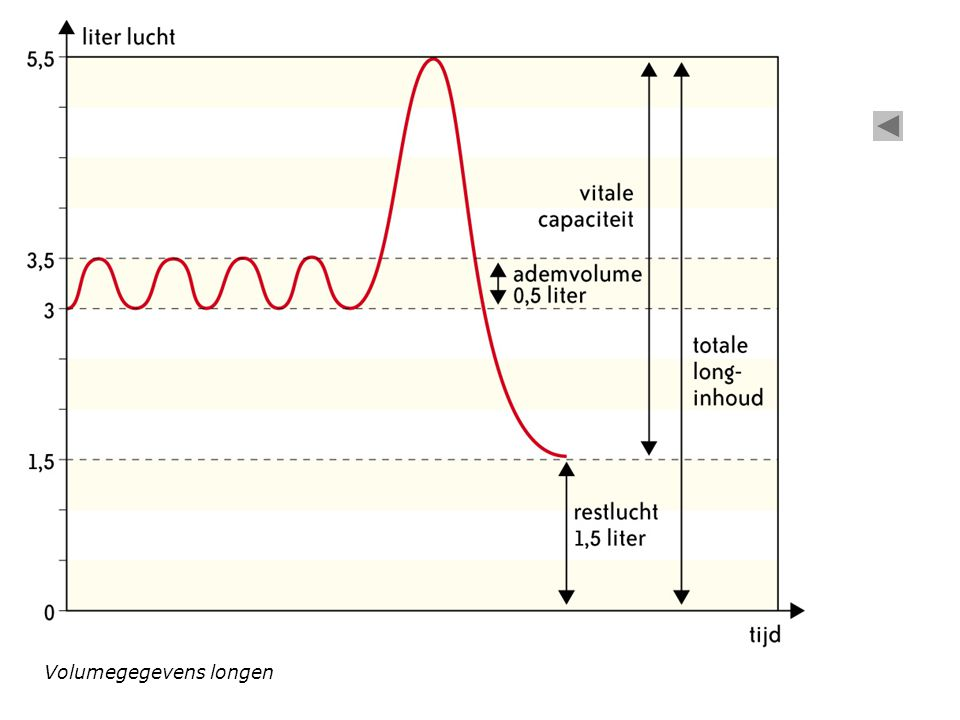 liter lucht
5,5
vitale
capaciteit
3,5
ademvolume
0,5 liter
3
totale
long-
inhoud
1,5
restlucht
1,5 liter
0
tijd
Volumegegevens longen